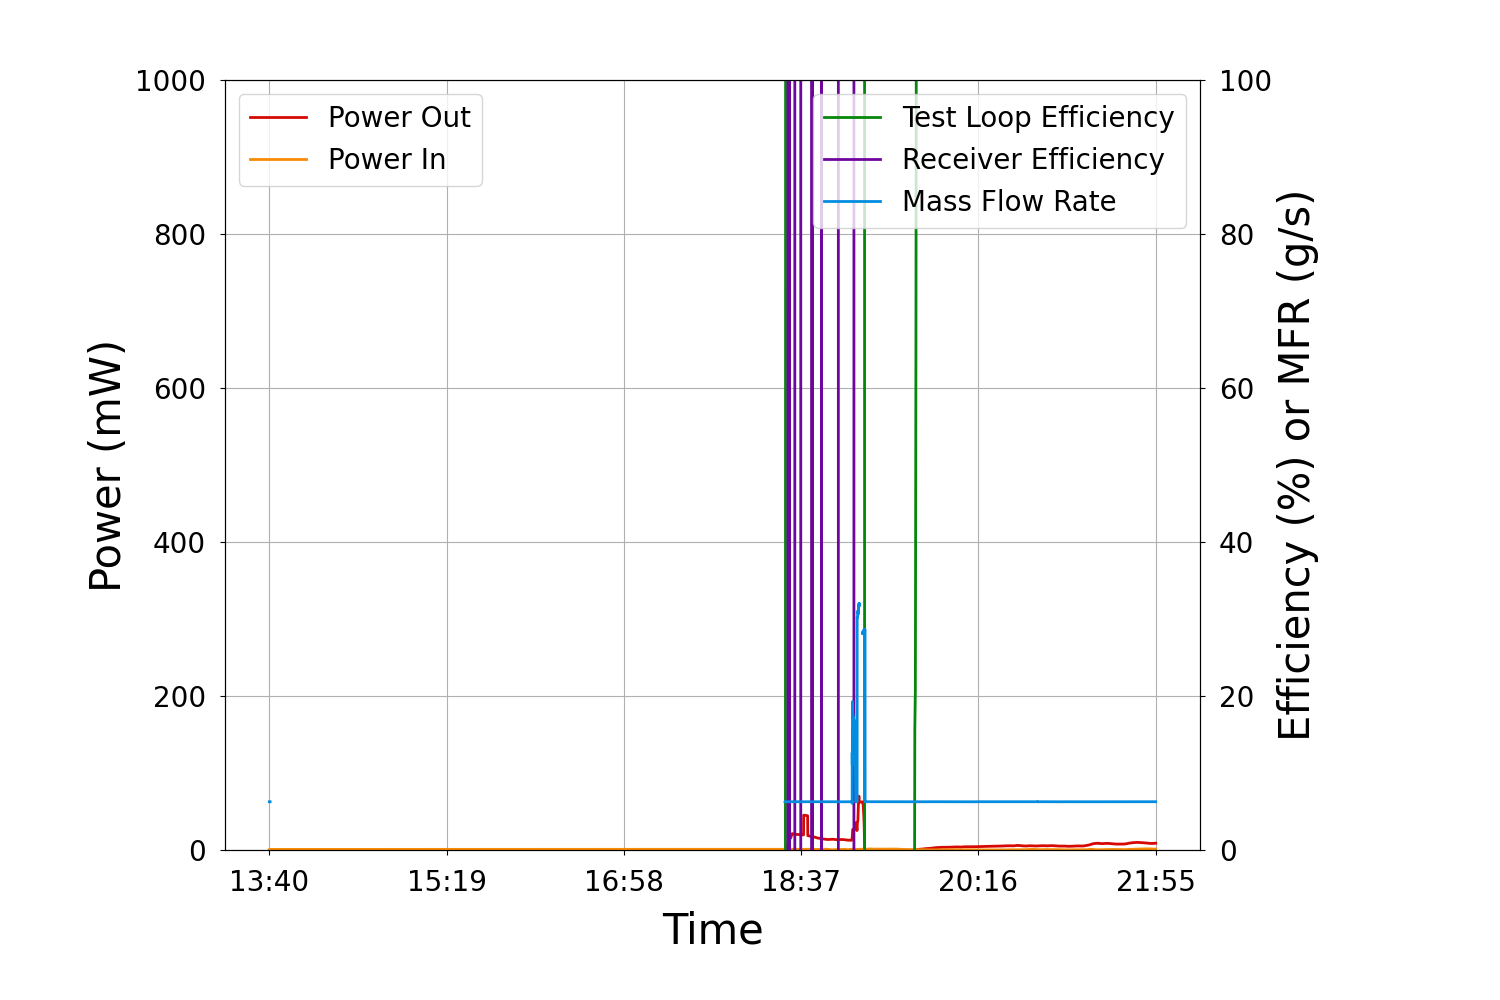 1000
800
600
400
200
0
Power (mW)
Power Out
Power In
Test Loop Efficiency
Receiver Efficiency
Mass Flow Rate
100
80
60
40
20
0
Efficiency (%) or MFR (g/s)
13:40 15:19 16:58 18:37 20:16 21:55
Time